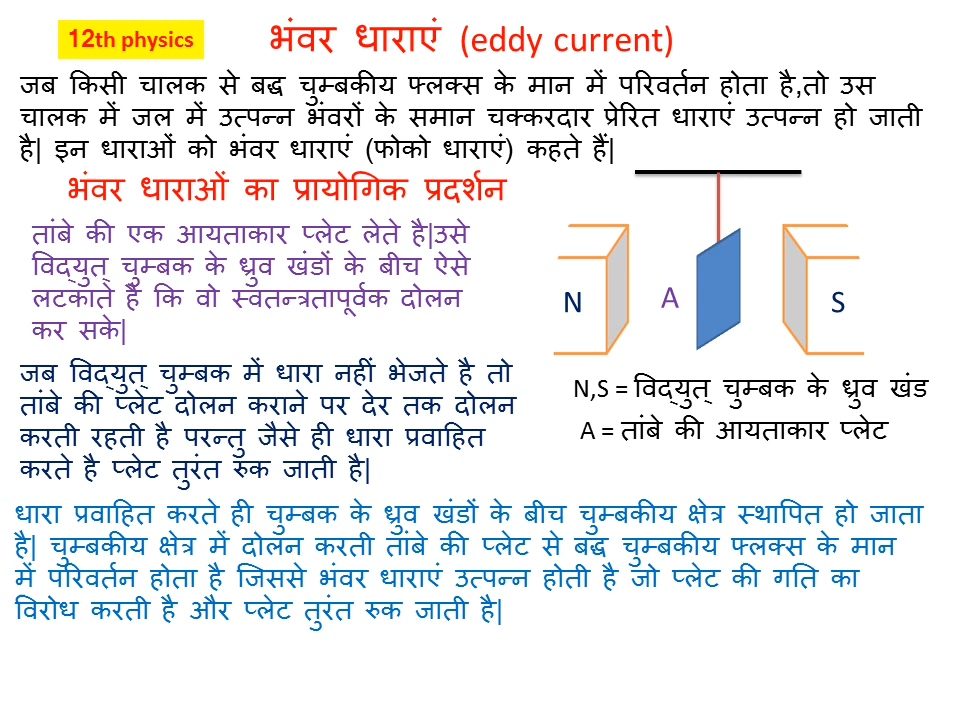 12th physics
भंवर धाराएं (eddy current)
जब किसी चालक से बद्ध चुम्बकीय फ्लक्स के मान में परिवर्तन होता है,तो उस
चालक में जल में उत्पन्न भंवरों के समान चक्करदार प्रेरित धाराएं उत्पन्न हो जाती
है| इन धाराओं को भंवर धाराएं (फोको धाराएं) कहते हैं|
भंवर धाराओं का प्रायोगिक प्रदर्शन
तांबे की एक आयताकार प्लेट लेते है|उसे
विद्युत् चुम्बक के ध्रुव खंडों के बीच ऐसे
लटकाते है कि वो स्वतन्त्रतापूर्वक दोलन
कर सके|
N A S
जब विद्युत् चुम्बक में धारा नहीं भेजते है तो
तांबे की प्लेट दोलन कराने पर देर तक दोलन
करती रहती है परन्तु जैसे ही धारा प्रवाहित
करते है प्लेट तुरंत रुक जाती है|
N,S = विद्युत् चुम्बक के ध्रुव खंड
A = तांबे की आयताकार प्लेट
धारा प्रवाहित करते ही चुम्बक के ध्रुव खंडों के बीच चुम्बकीय क्षेत्र स्थापित हो जाता
है| चुम्बकीय क्षेत्र में दोलन करती तांबे की प्लेट से बद्ध चुम्बकीय फ्लक्स के मान
में परिवर्तन होता है जिससे भंवर धाराएं उत्पन्न होती है जो प्लेट की गति का
विरोध करती है और प्लेट तुरंत रुक जाती है|